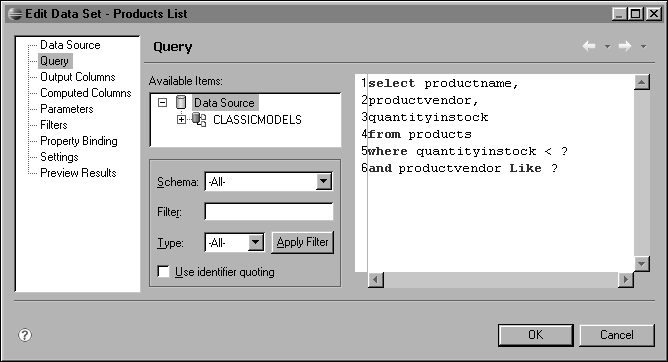 Edit Data Set - Products List
Data Source
Query
Output Columns
Computed Columns
Parameters
Filters
Property Binding
Settings
Preview Results
Query
Available Items:
Data Source
CLASSICMODELS
Schema: -All-
Filter:
Type: -All- Apply Filter
Use identifier quoting
1select productname,
2productvendor,
3quantityinstock
4from products
5where quantityinstock < ?
6and productvendor Like ?
? OK Cancel